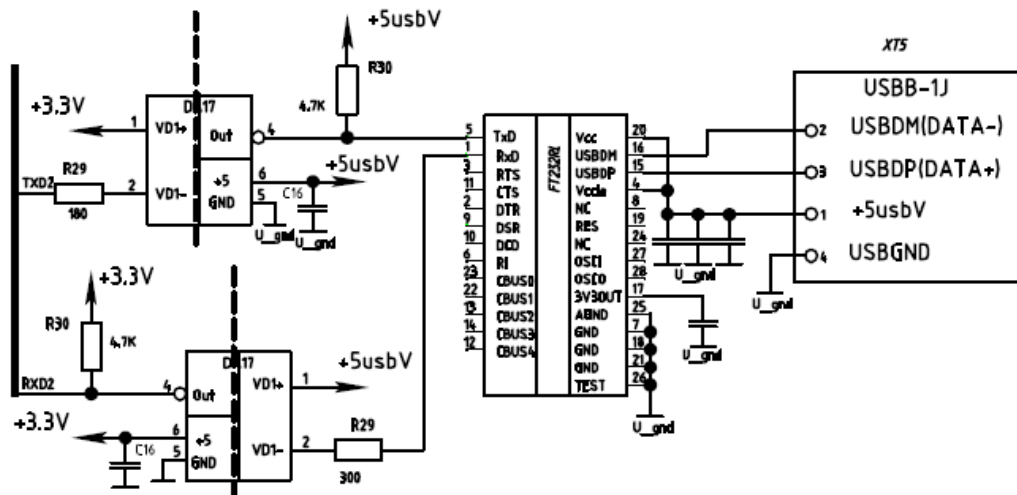 +5usbV
R30
4.7K
+3.3V
1
VD1+
Out
4
TXD2
R29
180
2
VD1-
+5
GND
6
5
C16
+5usbV
U_gnd
U_gnd
+3.3V
R30
4.7K
RXD2
4
Out
VD1+
1
+5usbV
+3.3V
6
5
C16
+5
GND
VD1-
2
R29
300
FT232RL
5 TxD
1 RxD
3 RTS
11 CTS
2 DTR
9 DSR
10 DCD
6 RI
23 CBUS0
22 CBUS1
13 CBUS2
14 CBUS3
12 CBUS4
Vcc 20
USBDM 16
USBDP 15
VccIo 4
NC 8
RES 19
NC 24
OSCI 27
OSCO 28
3V3OUT 17
AGND 25
GND 7
GND 18
GND 21
TEST 26
U_gnd
U_gnd
U_gnd
U_gnd
XT5
USBB-1J
2 USBDM(DATA-)
3 USBDP(DATA+)
1 +5usbV
4 USBGND